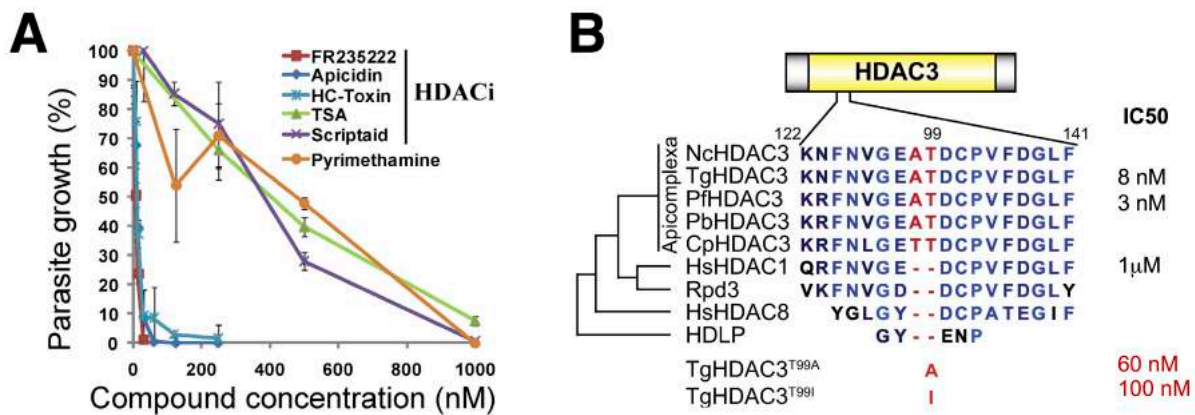 A
Parasite growth (%)
100
90
80
70
60
50
40
30
20
10
0
0 200 400 600 800 1000
Compound concentration (nM)
FR235222
Apicidin
HC-Toxin
TSA
Scriptaid
Pyrimethamine
HDACi
B
HDAC3
IC50
122 99 141
Apicomplexa
NcHDAC3 KNFNVGEATDCPVFDGLF
TgHDAC3 KNFNVGEATDCPVFDGLF 8 nM
PfHDAC3 KRFNVGEATDCPVFDGLF 3 nM
PbHDAC3 KRFNVGEATDCPVFDGLF
CpHDAC3 KRFNLGETTDCPVFDGLF
HsHDAC1 QRFNVGE--DCPVFDGLF 1µM
Rpd3 VKFNVGD--DCPVFDGLY
HsHDAC8 YGLGY--DCPATEGIF
HDLP GY--ENP
TgHDAC3T99A A 60 nM
TgHDAC3T99I I 100 nM